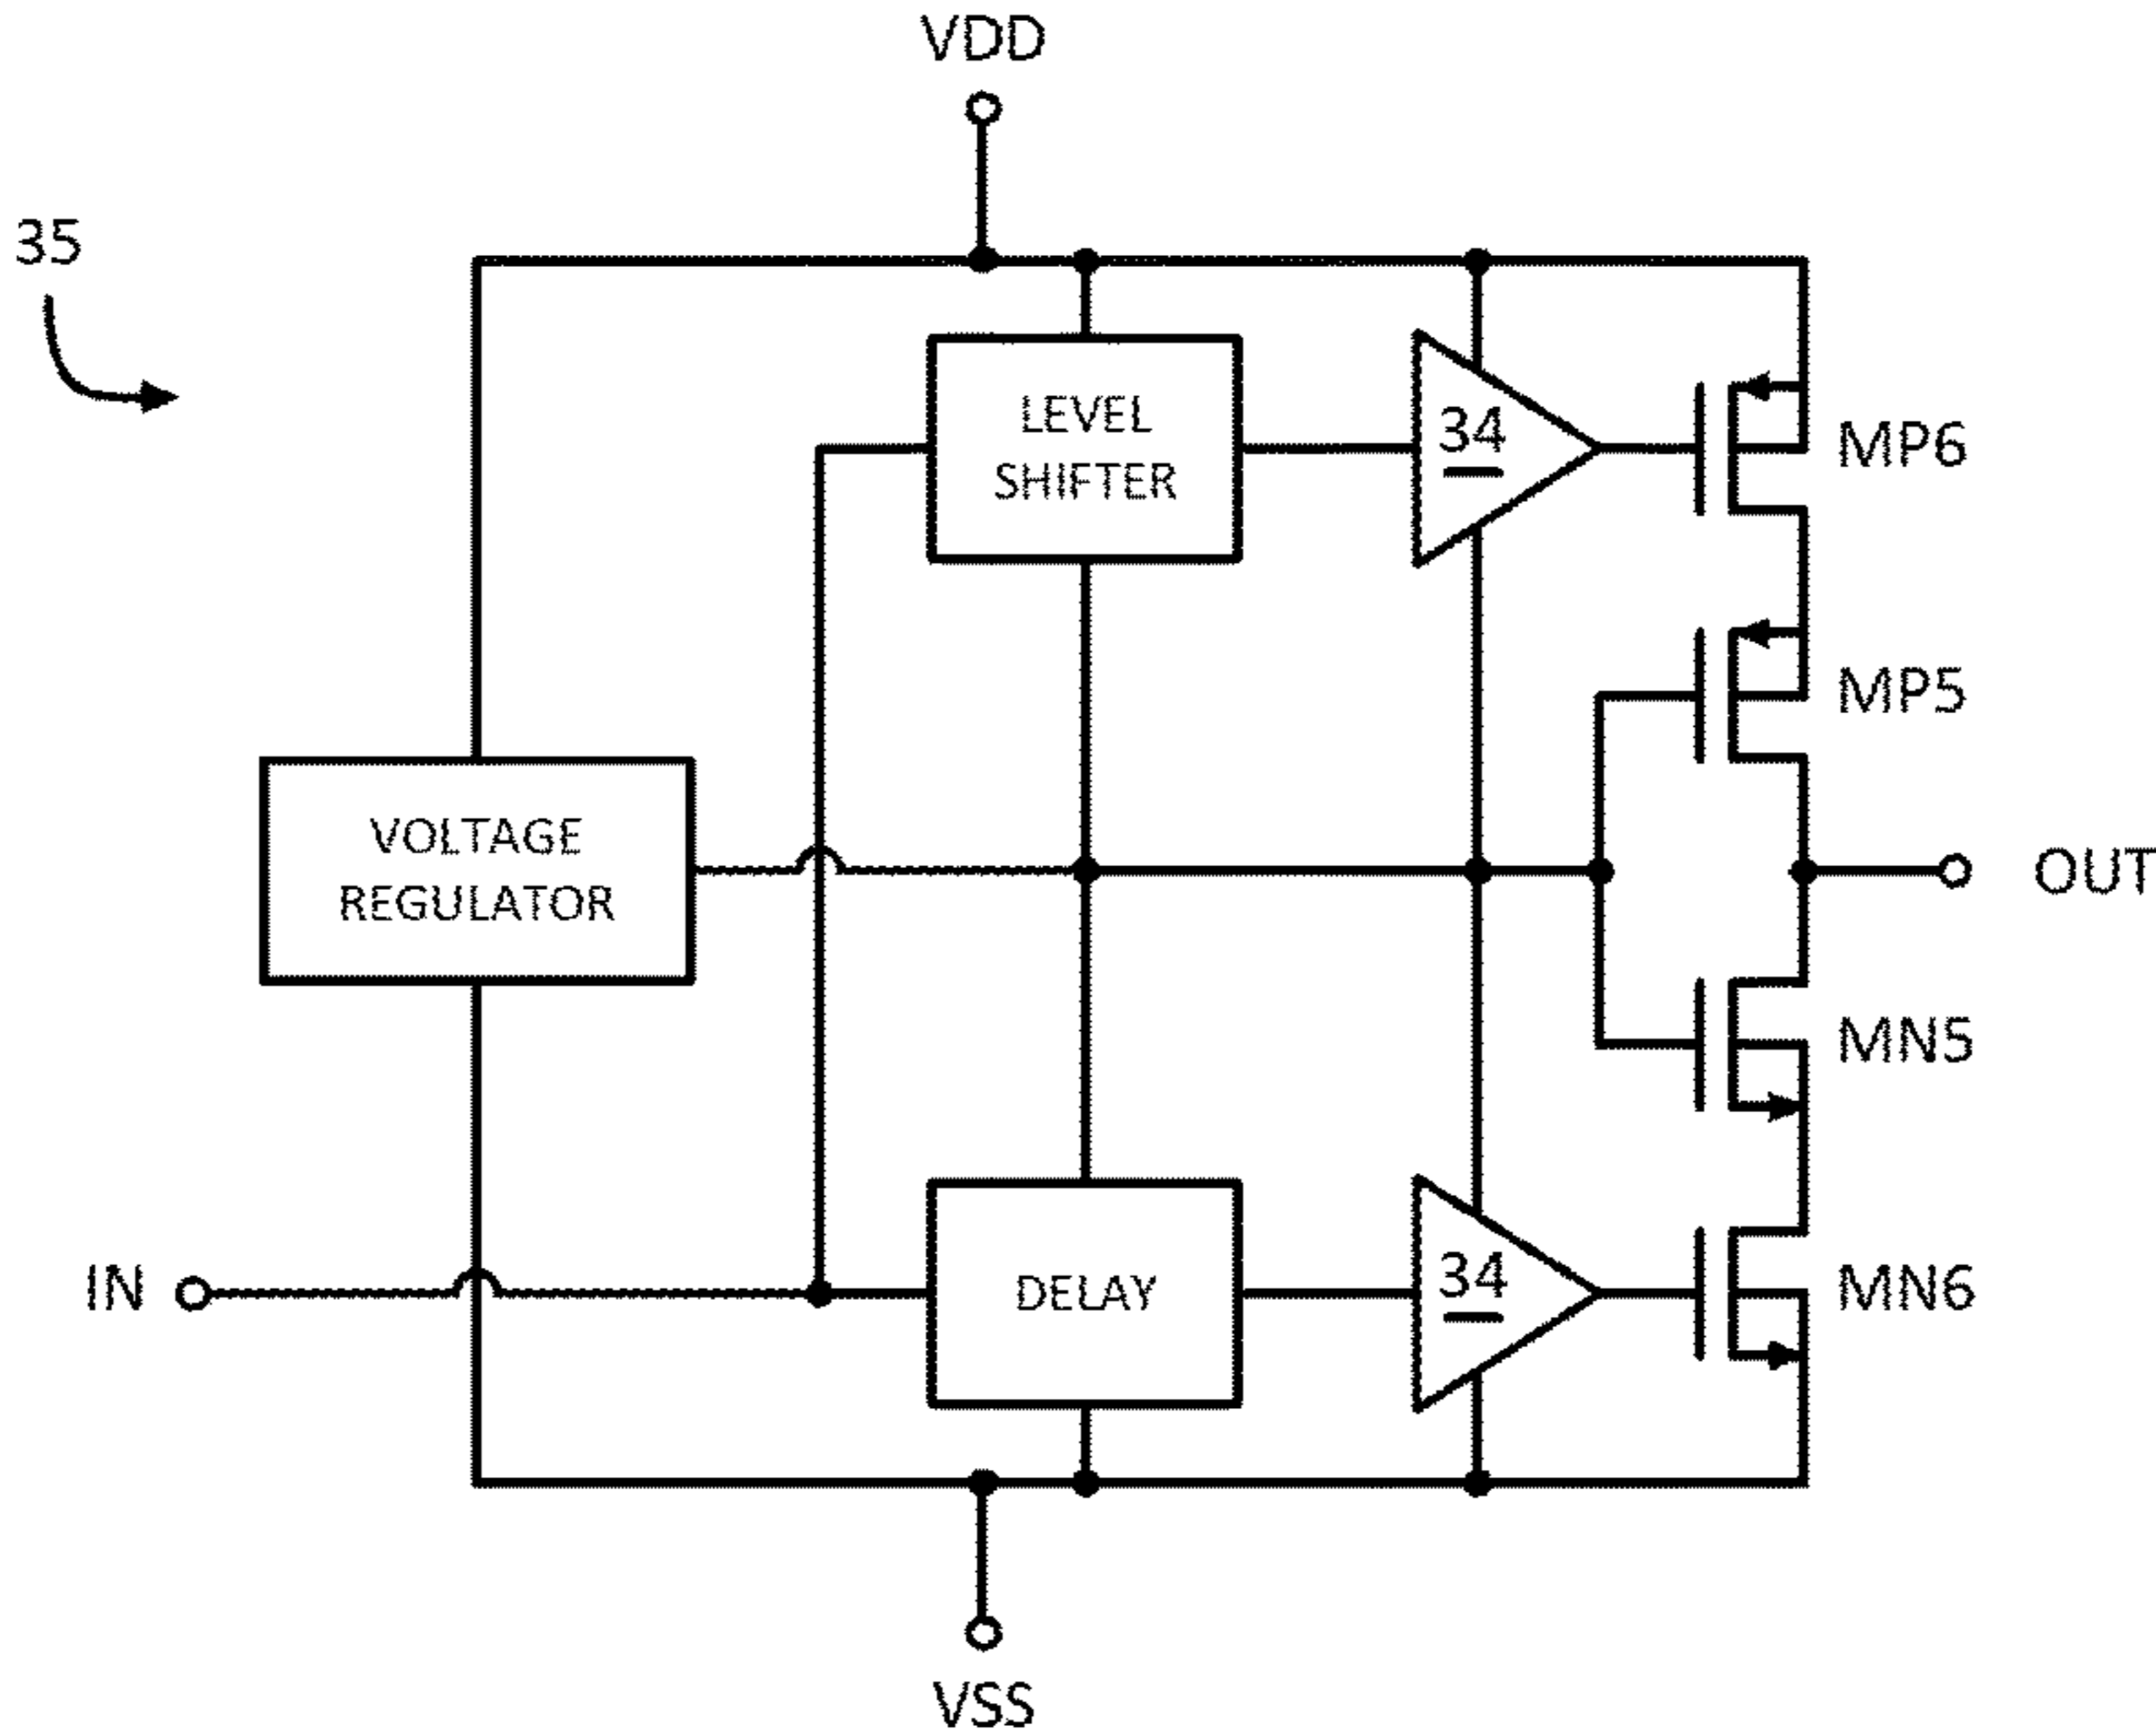 VDD
35
LEVEL
SHIFTER
34
MP6
MP5
VOLTAGE
REGULATOR
OUT
MN5
IN
DELAY
34
MN6
VSS